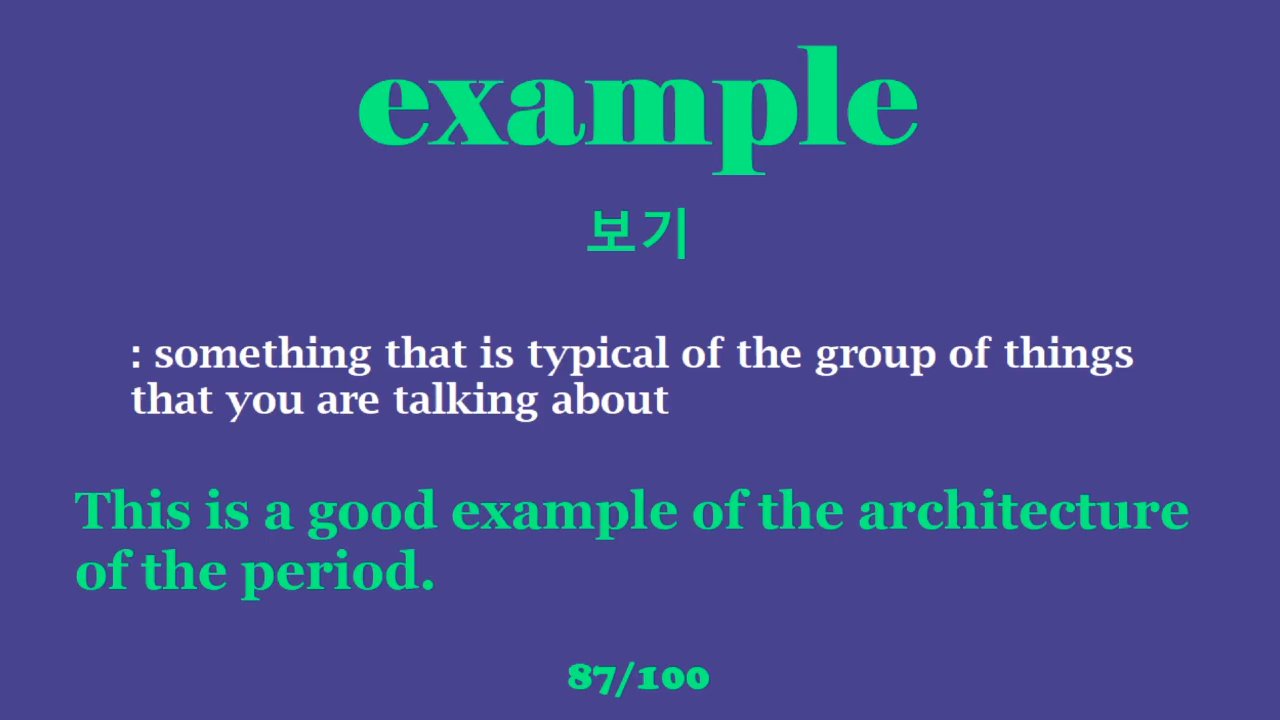 example
보기
: something that is typical of the group of things
that you are talking about
This is a good example of the architecture
of the period.
87/100